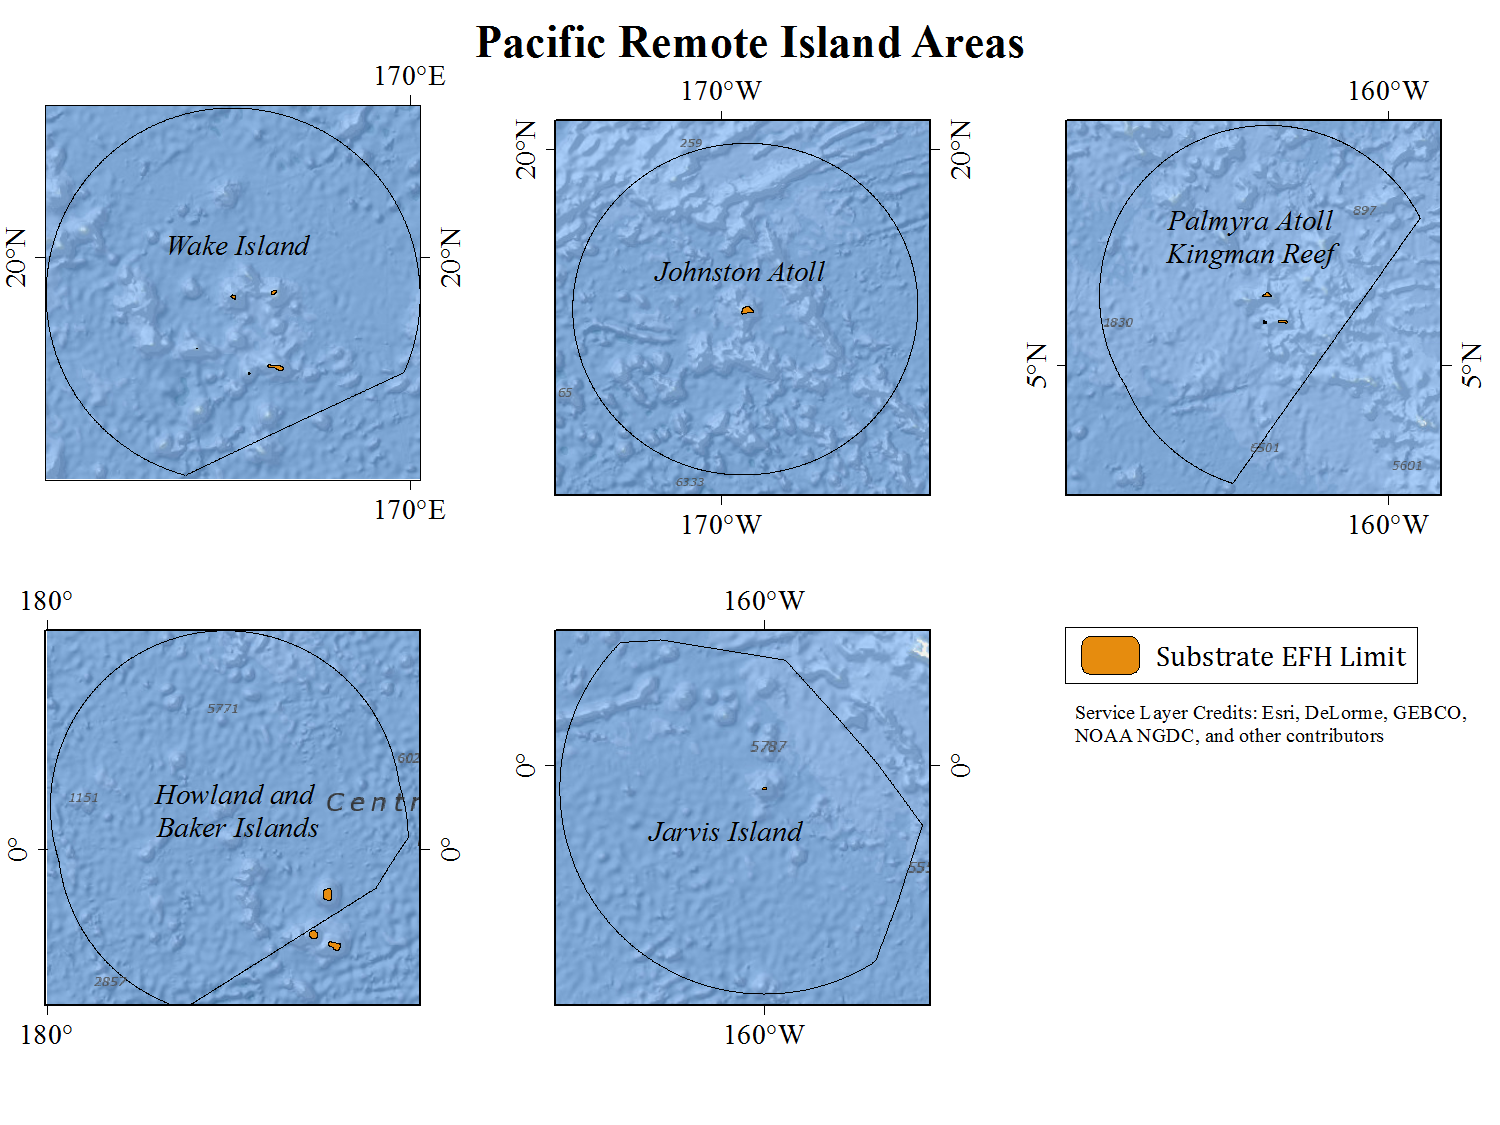 Pacific Remote Island Areas
170°E
20°N
Wake Island
20°N
170°E
170°W
20°N
259
20°N
Johnston Atoll
65
6333
170°W
160°W
Palmyra Atoll
897
Kingman Reef
1830
5°N
5°N
6501
5601
160°W
180°
5771
602
1151
Howland and
Centr
Baker Islands
0°
0°
2857
180°
160°W
5787
0°
0°
Jarvis Island
160°W
Substrate EFH Limit
Service Layer Credits: Esri, DeLorme, GEBCO,
NOAA NGDC, and other contributors